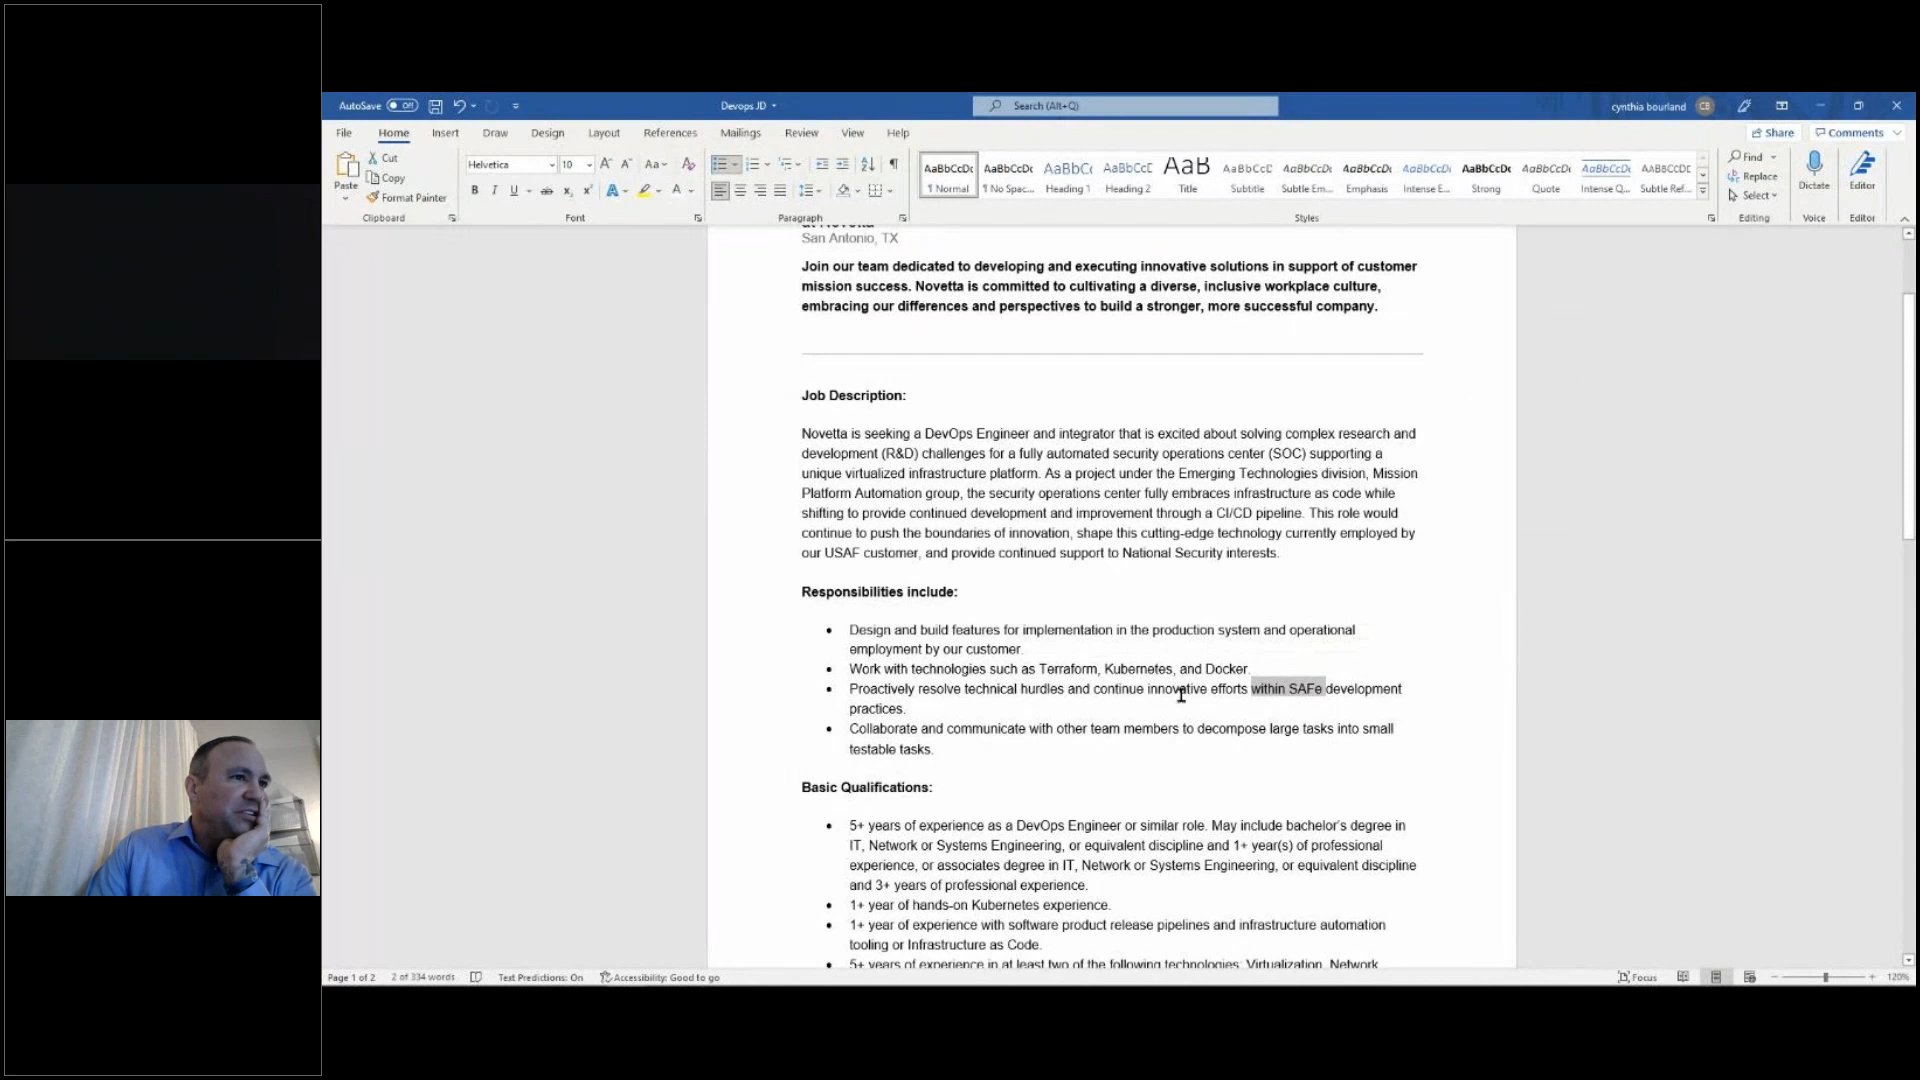 AutoSave Off Devops JD Search (Alt+Q) cynthia bourland CB
File Home Insert Draw Design Layout References Mailings Review View Help Share Comments
Paste Cut Copy Format Painter Clipboard
Helvetica 10 Font
Paragraph
AaBbCcDc AaBbCcDc AaBbC AaBbCcE AaB AaBbCcD AaBbCcDc AaBbCcDc AaBbCcDc AaBbCcDc AaBbCcDc AaBbCcDc AABBCCDE
¶ Normal ¶ No Spac... Heading 1 Heading 2 Title Subtitle Subtle Em... Emphasis Intense E... Strong Quote Intense Q... Subtle Ref...
Styles
Find Replace Select Editing
Dictate Voice
Editor Editor
San Antonio, TX
Join our team dedicated to developing and executing innovative solutions in support of customer
mission success. Novetta is committed to cultivating a diverse, inclusive workplace culture,
embracing our differences and perspectives to build a stronger, more successful company.
Job Description:
Novetta is seeking a DevOps Engineer and integrator that is excited about solving complex research and
development (R&D) challenges for a fully automated security operations center (SOC) supporting a
unique virtualized infrastructure platform. As a project under the Emerging Technologies division, Mission
Platform Automation group, the security operations center fully embraces infrastructure as code while
shifting to provide continued development and improvement through a CI/CD pipeline. This role would
continue to push the boundaries of innovation, shape this cutting-edge technology currently employed by
our USAF customer, and provide continued support to National Security interests.
Responsibilities include:
• Design and build features for implementation in the production system and operational
employment by our customer.
• Work with technologies such as Terraform, Kubernetes, and Docker.
• Proactively resolve technical hurdles and continue innovative efforts within SAFe development
practices.
• Collaborate and communicate with other team members to decompose large tasks into small
testable tasks.
Basic Qualifications:
• 5+ years of experience as a DevOps Engineer or similar role. May include bachelor's degree in
IT, Network or Systems Engineering, or equivalent discipline and 1+ year(s) of professional
experience, or associates degree in IT, Network or Systems Engineering, or equivalent discipline
and 3+ years of professional experience.
• 1+ year of hands-on Kubernetes experience.
• 1+ year of experience with software product release pipelines and infrastructure automation
tooling or Infrastructure as Code.
• 5+ years of experience in at least two of the following technologies: Virtualization, Network
Page 1 of 2 2 of 334 words Text Predictions: On Accessibility: Good to go Focus 120%